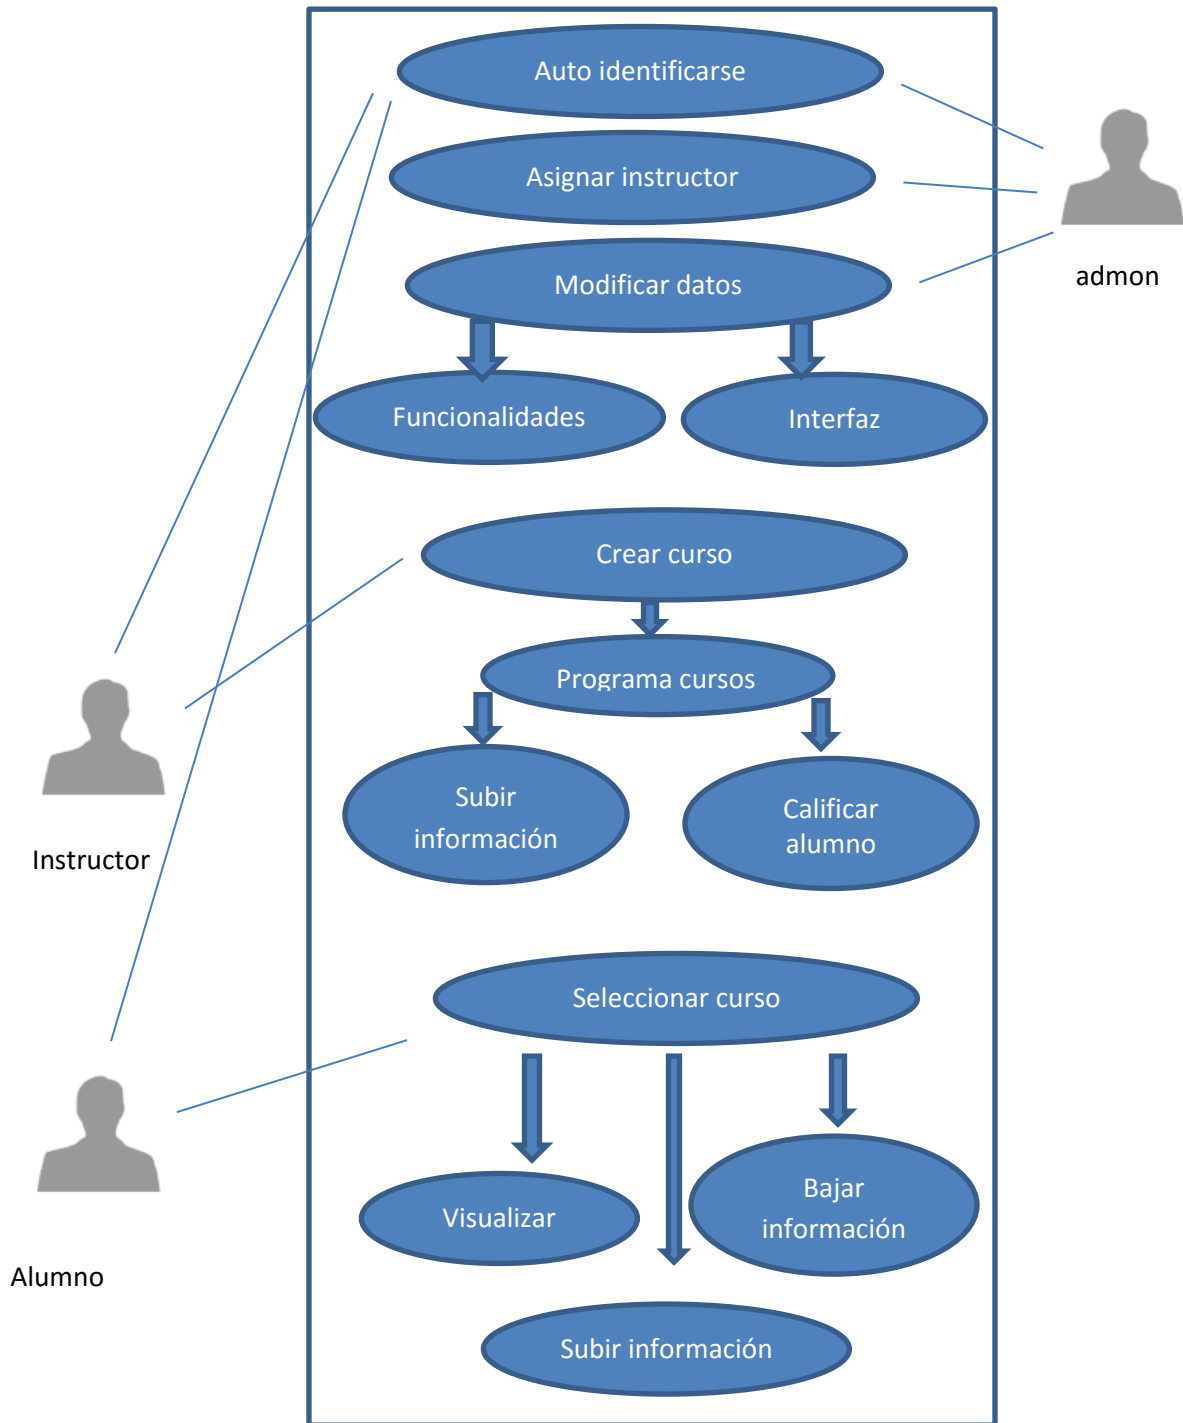 Auto identificarse
Asignar instructor
Modificar datos
admon
Funcionalidades
Interfaz
Crear curso
Programa cursos
Subir
información
Calificar
alumno
Instructor
Seleccionar curso
Visualizar
Bajar
información
Alumno
Subir información